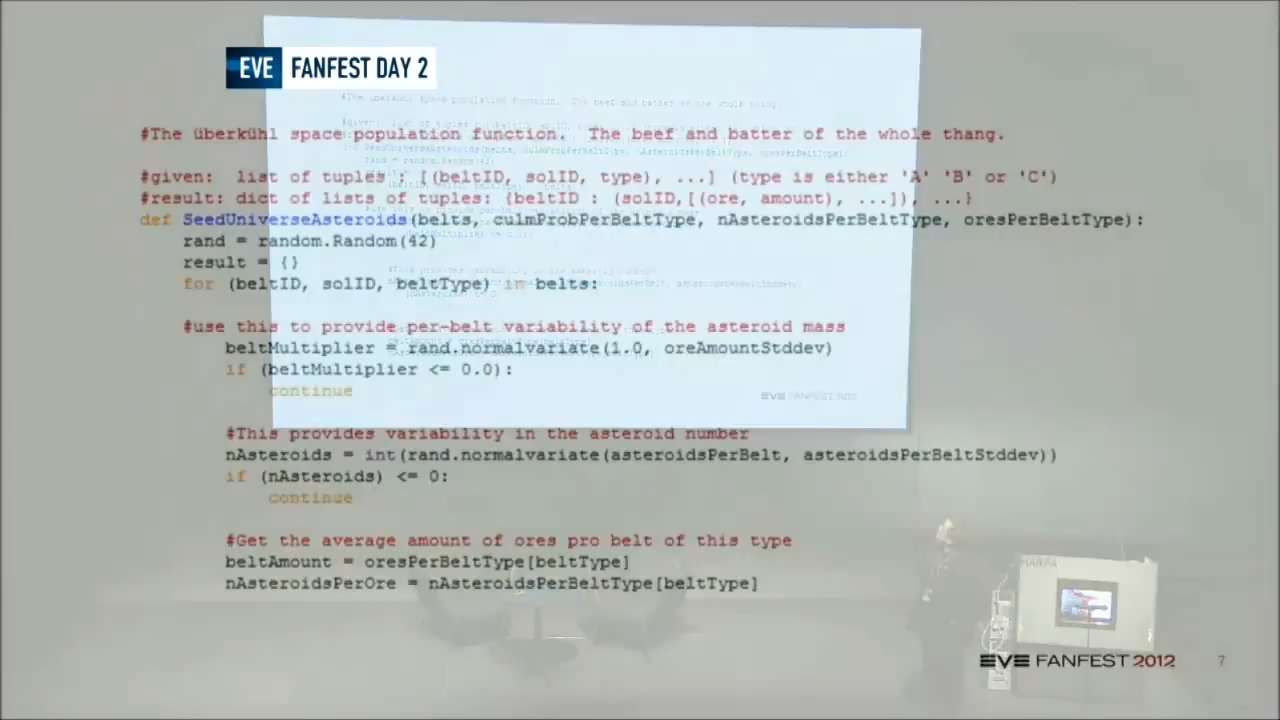 EVE FANFEST DAY 2
#The überkühl space population function. The beef and batter of the whole thang.
#given: list of tuples : [(beltID, solID, type), ...] (type is either 'A' 'B' or 'C')
#result: dict of lists of tuples: {beltID : (solID,[(ore, amount), ...]), ...}
def SeedUniverseAsteroids(belts, culmProbPerBeltType, nAsteroidsPerBeltType, oresPerBeltType):
rand = random.Random(42)
result = {}
for (beltID, solID, beltType) in belts:
#use this to provide per-belt variability of the asteroid mass
beltMultiplier = rand.normalvariate(1.0, oreAmountStddev)
if (beltMultiplier <= 0.0):
continue
EVE FANFEST 2012
#This provides variability in the asteroid number
nAsteroids = int(rand.normalvariate(asteroidsPerBelt, asteroidsPerBeltStddev))
if (nAsteroids) <= 0:
continue
#Get the average amount of ores pro belt of this type
beltAmount = oresPerBeltType[beltType]
nAsteroidsPerOre = nAsteroidsPerBeltType[beltType]
HARPA
EVE FANFEST 2012 7